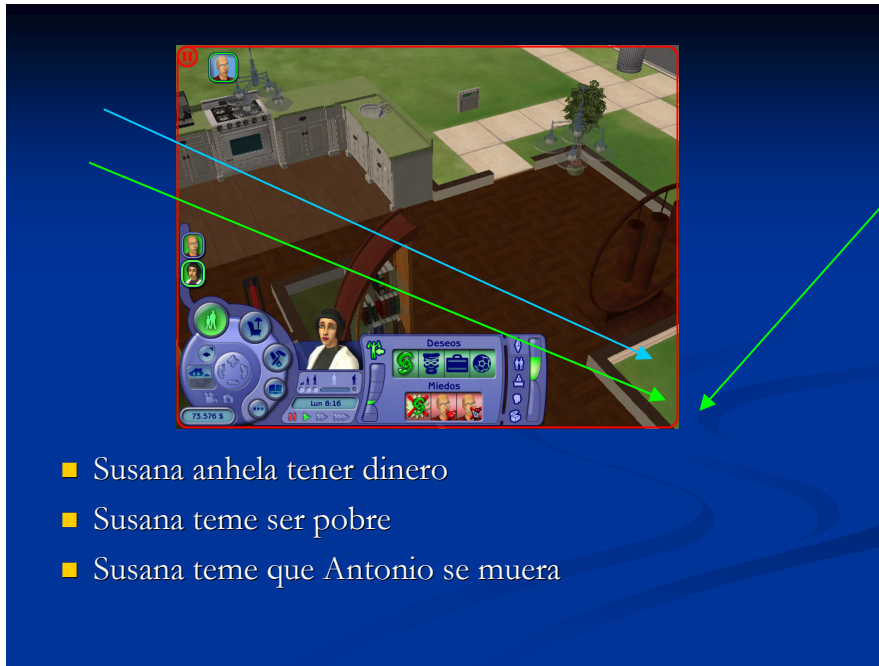 Deseos
Miedos
Lun 8:16
73.576 $
Susana anhela tener dinero
Susana teme ser pobre
Susana teme que Antonio se muera